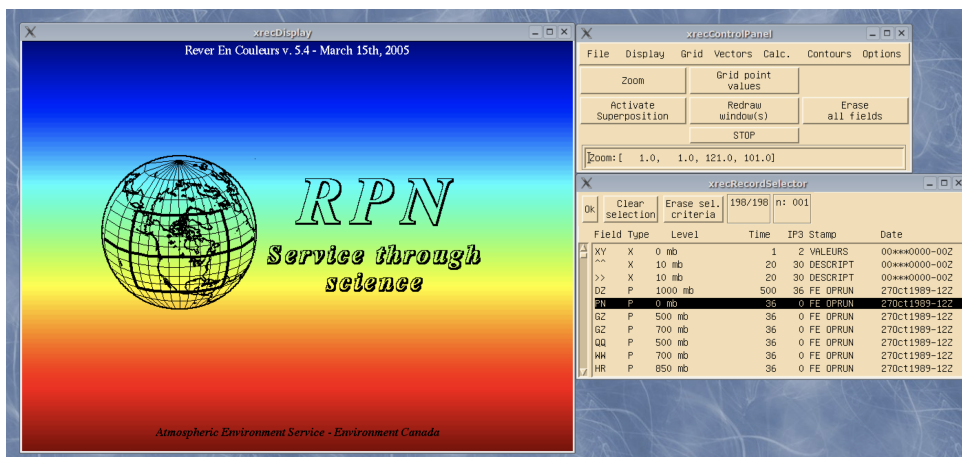 xrecDisplay
Rever En Couleurs v. 5.4 - March 15th, 2005
RPN
Service through
science
Atmospheric Environment Service - Environment Canada
xrecControlPanel
File Display Grid Vectors Calc. Contours Options
Zoom
Grid point
values
Activate
Superposition
Redraw
window(s)
Erase
all fields
STOP
Zoom:[ 1.0, 1.0, 121.0, 101.0]
xrecRecordSelector
Ok
Clear
selection
Erase sel.
criteria
198/198
n: 001
Field Type Level Time IP3 Stamp Date
XY X 0 mb 1 2 VALEURS 00***0000-00Z
^^ X 10 mb 20 30 DESCRIPT 00***0000-00Z
>> X 10 mb 20 30 DESCRIPT 00***0000-00Z
DZ P 1000 mb 500 36 FE OPRUN 27Oct1989-12Z
PN P 0 mb 36 0 FE OPRUN 27Oct1989-12Z
GZ P 500 mb 36 0 FE OPRUN 27Oct1989-12Z
GZ P 700 mb 36 0 FE OPRUN 27Oct1989-12Z
QQ P 500 mb 36 0 FE OPRUN 27Oct1989-12Z
WW P 700 mb 36 0 FE OPRUN 27Oct1989-12Z
HR P 850 mb 36 0 FE OPRUN 27Oct1989-12Z